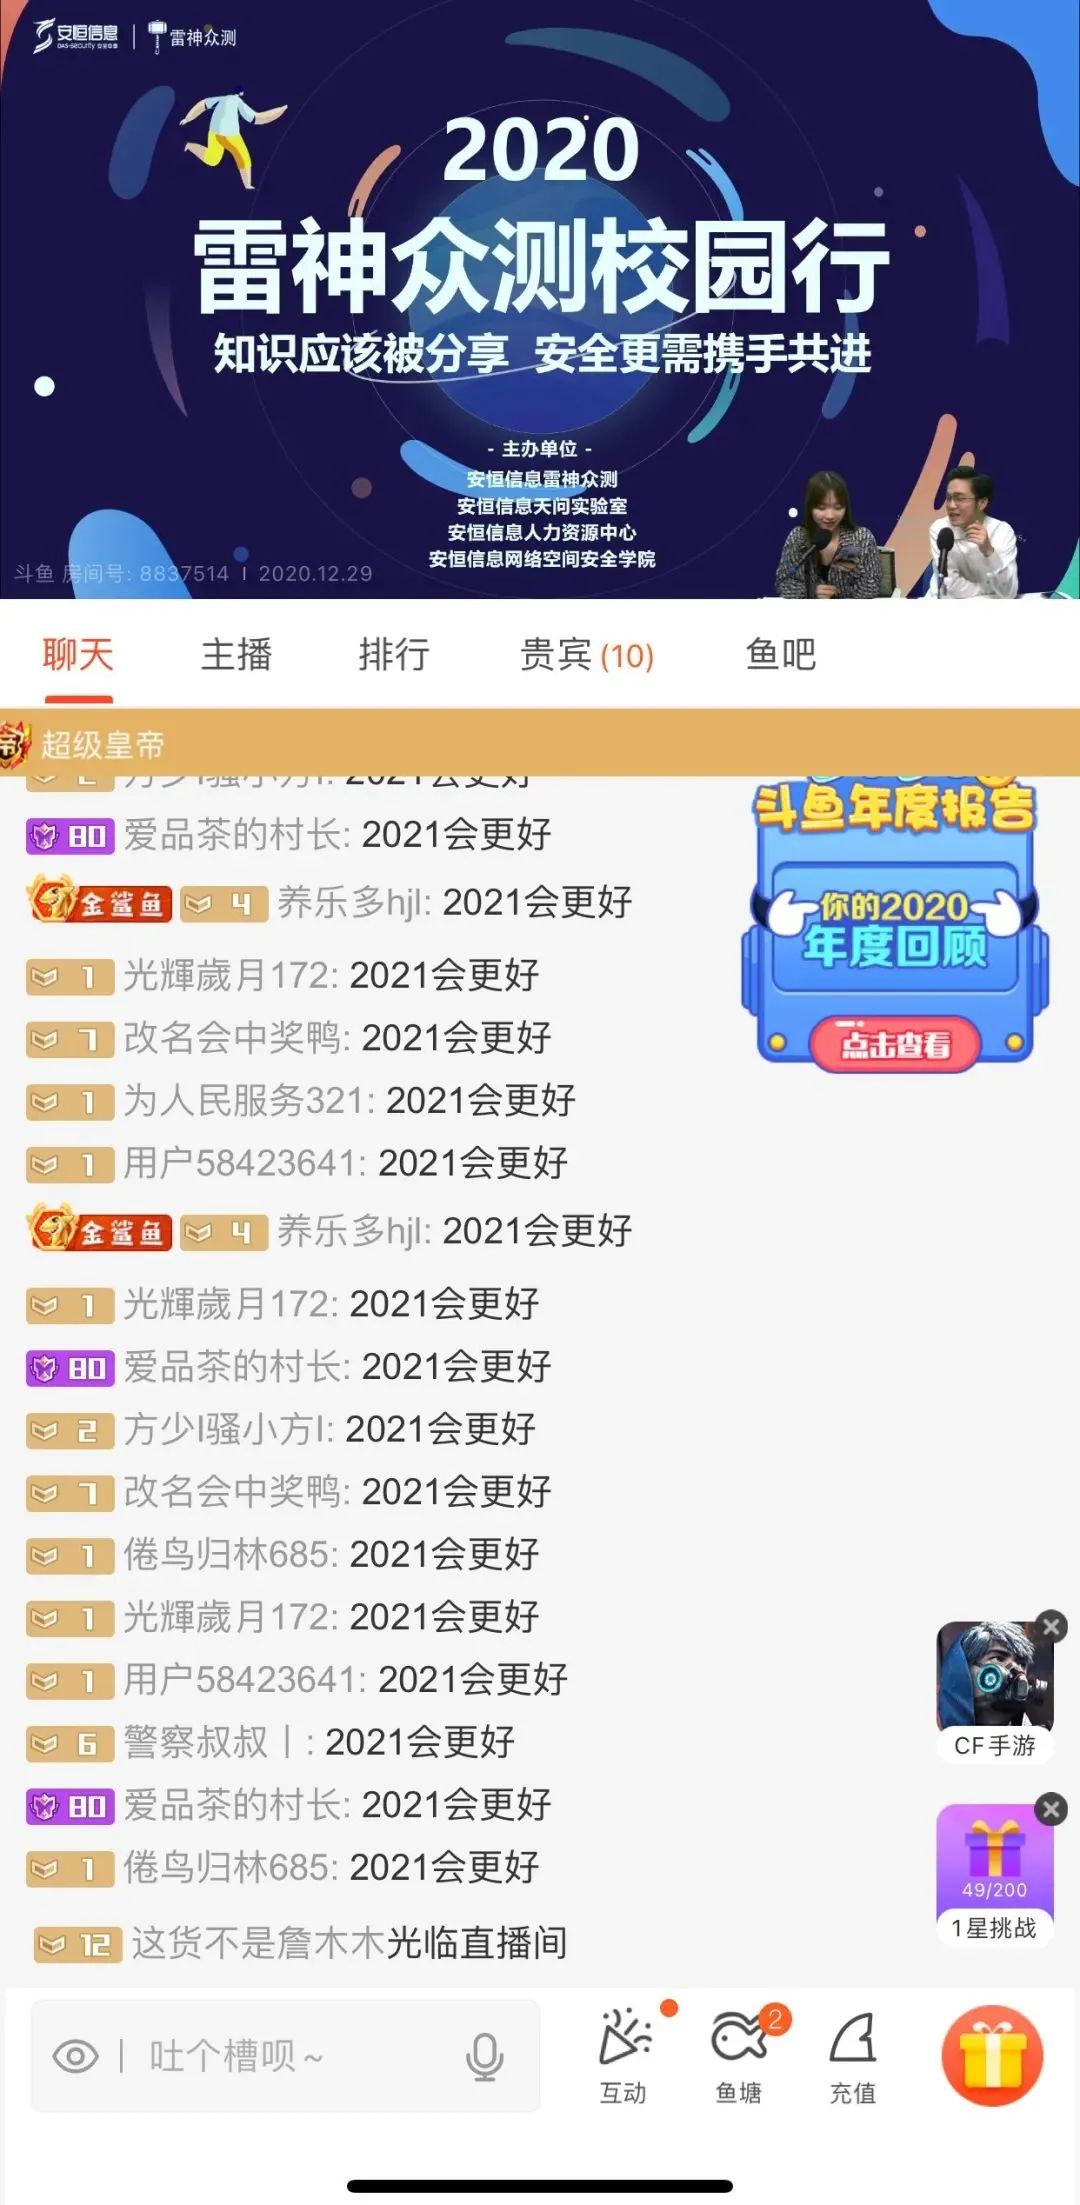 安恒信息
DAS-security
雷神众测
2020
雷神众测校园行
知识应该被分享 安全更需携手共进
- 主办单位 -
安恒信息雷神众测
安恒信息天问实验室
安恒信息人力资源中心
安恒信息网络空间安全学院
斗鱼 房间号: 8837514 | 2020.12.29
聊天 主播 排行 贵宾(10) 鱼吧
帝 超级皇帝
2 方少I骚小方I: 2021会更好
斗鱼年度报告
你的2020
年度回顾
点击查看
80 爱品茶的村长: 2021会更好
金鲨鱼 4 养乐多hjl: 2021会更好
1 光輝歲月172: 2021会更好
7 改名会中奖鸭: 2021会更好
1 为人民服务321: 2021会更好
1 用户58423641: 2021会更好
金鲨鱼 4 养乐多hjl: 2021会更好
1 光輝歲月172: 2021会更好
80 爱品茶的村长: 2021会更好
2 方少I骚小方I: 2021会更好
7 改名会中奖鸭: 2021会更好
1 倦鸟归林685: 2021会更好
1 光輝歲月172: 2021会更好
1 用户58423641: 2021会更好
6 警察叔叔丨: 2021会更好
80 爱品茶的村长: 2021会更好
1 倦鸟归林685: 2021会更好
12 这货不是詹木木光临直播间
CF手游
49/200
1星挑战
吐个槽呗~
互动
2
鱼塘
充值